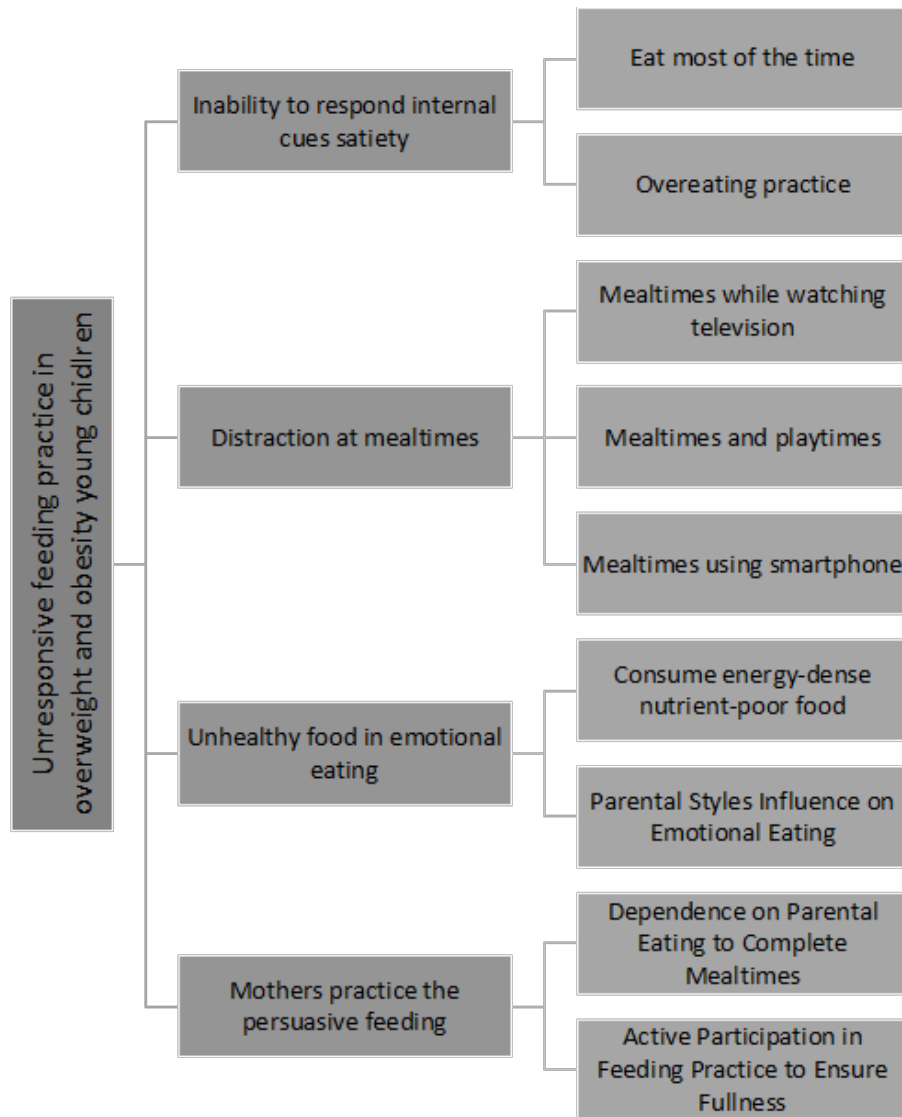 Unresponsive feeding practice in
overweight and obesity young chidlren
Inability to respond internal
cues satiety
Eat most of the time
Overeating practice
Distraction at mealtimes
Mealtimes while watching
television
Mealtimes and playtimes
Mealtimes using smartphone
Unhealthy food in emotional
eating
Consume energy-dense
nutrient-poor food
Parental Styles Influence on
Emotional Eating
Mothers practice the
persuasive feeding
Dependence on Parental
Eating to Complete
Mealtimes
Active Participation in
Feeding Practice to Ensure
Fullness